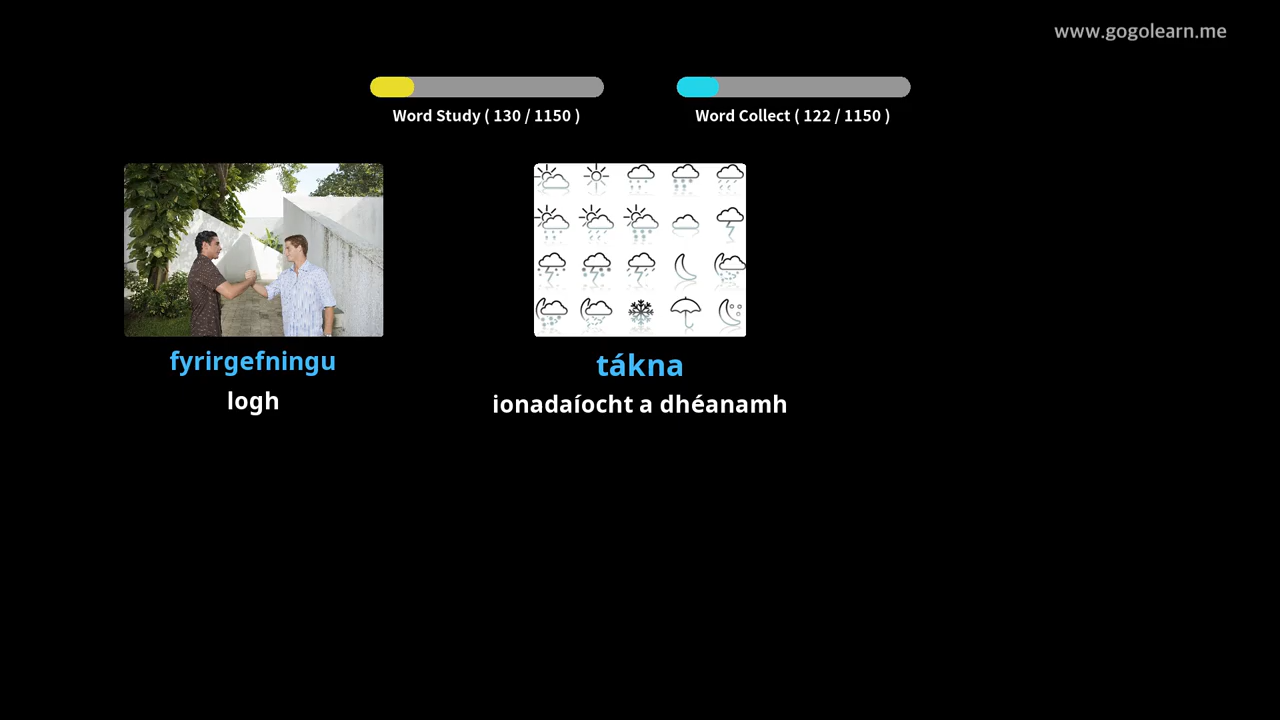 www.gogolearn.me
Word Study ( 130 / 1150 )
Word Collect ( 122 / 1150 )
fyrirgefningu
logh
tákna
ionadaíocht a dhéanamh